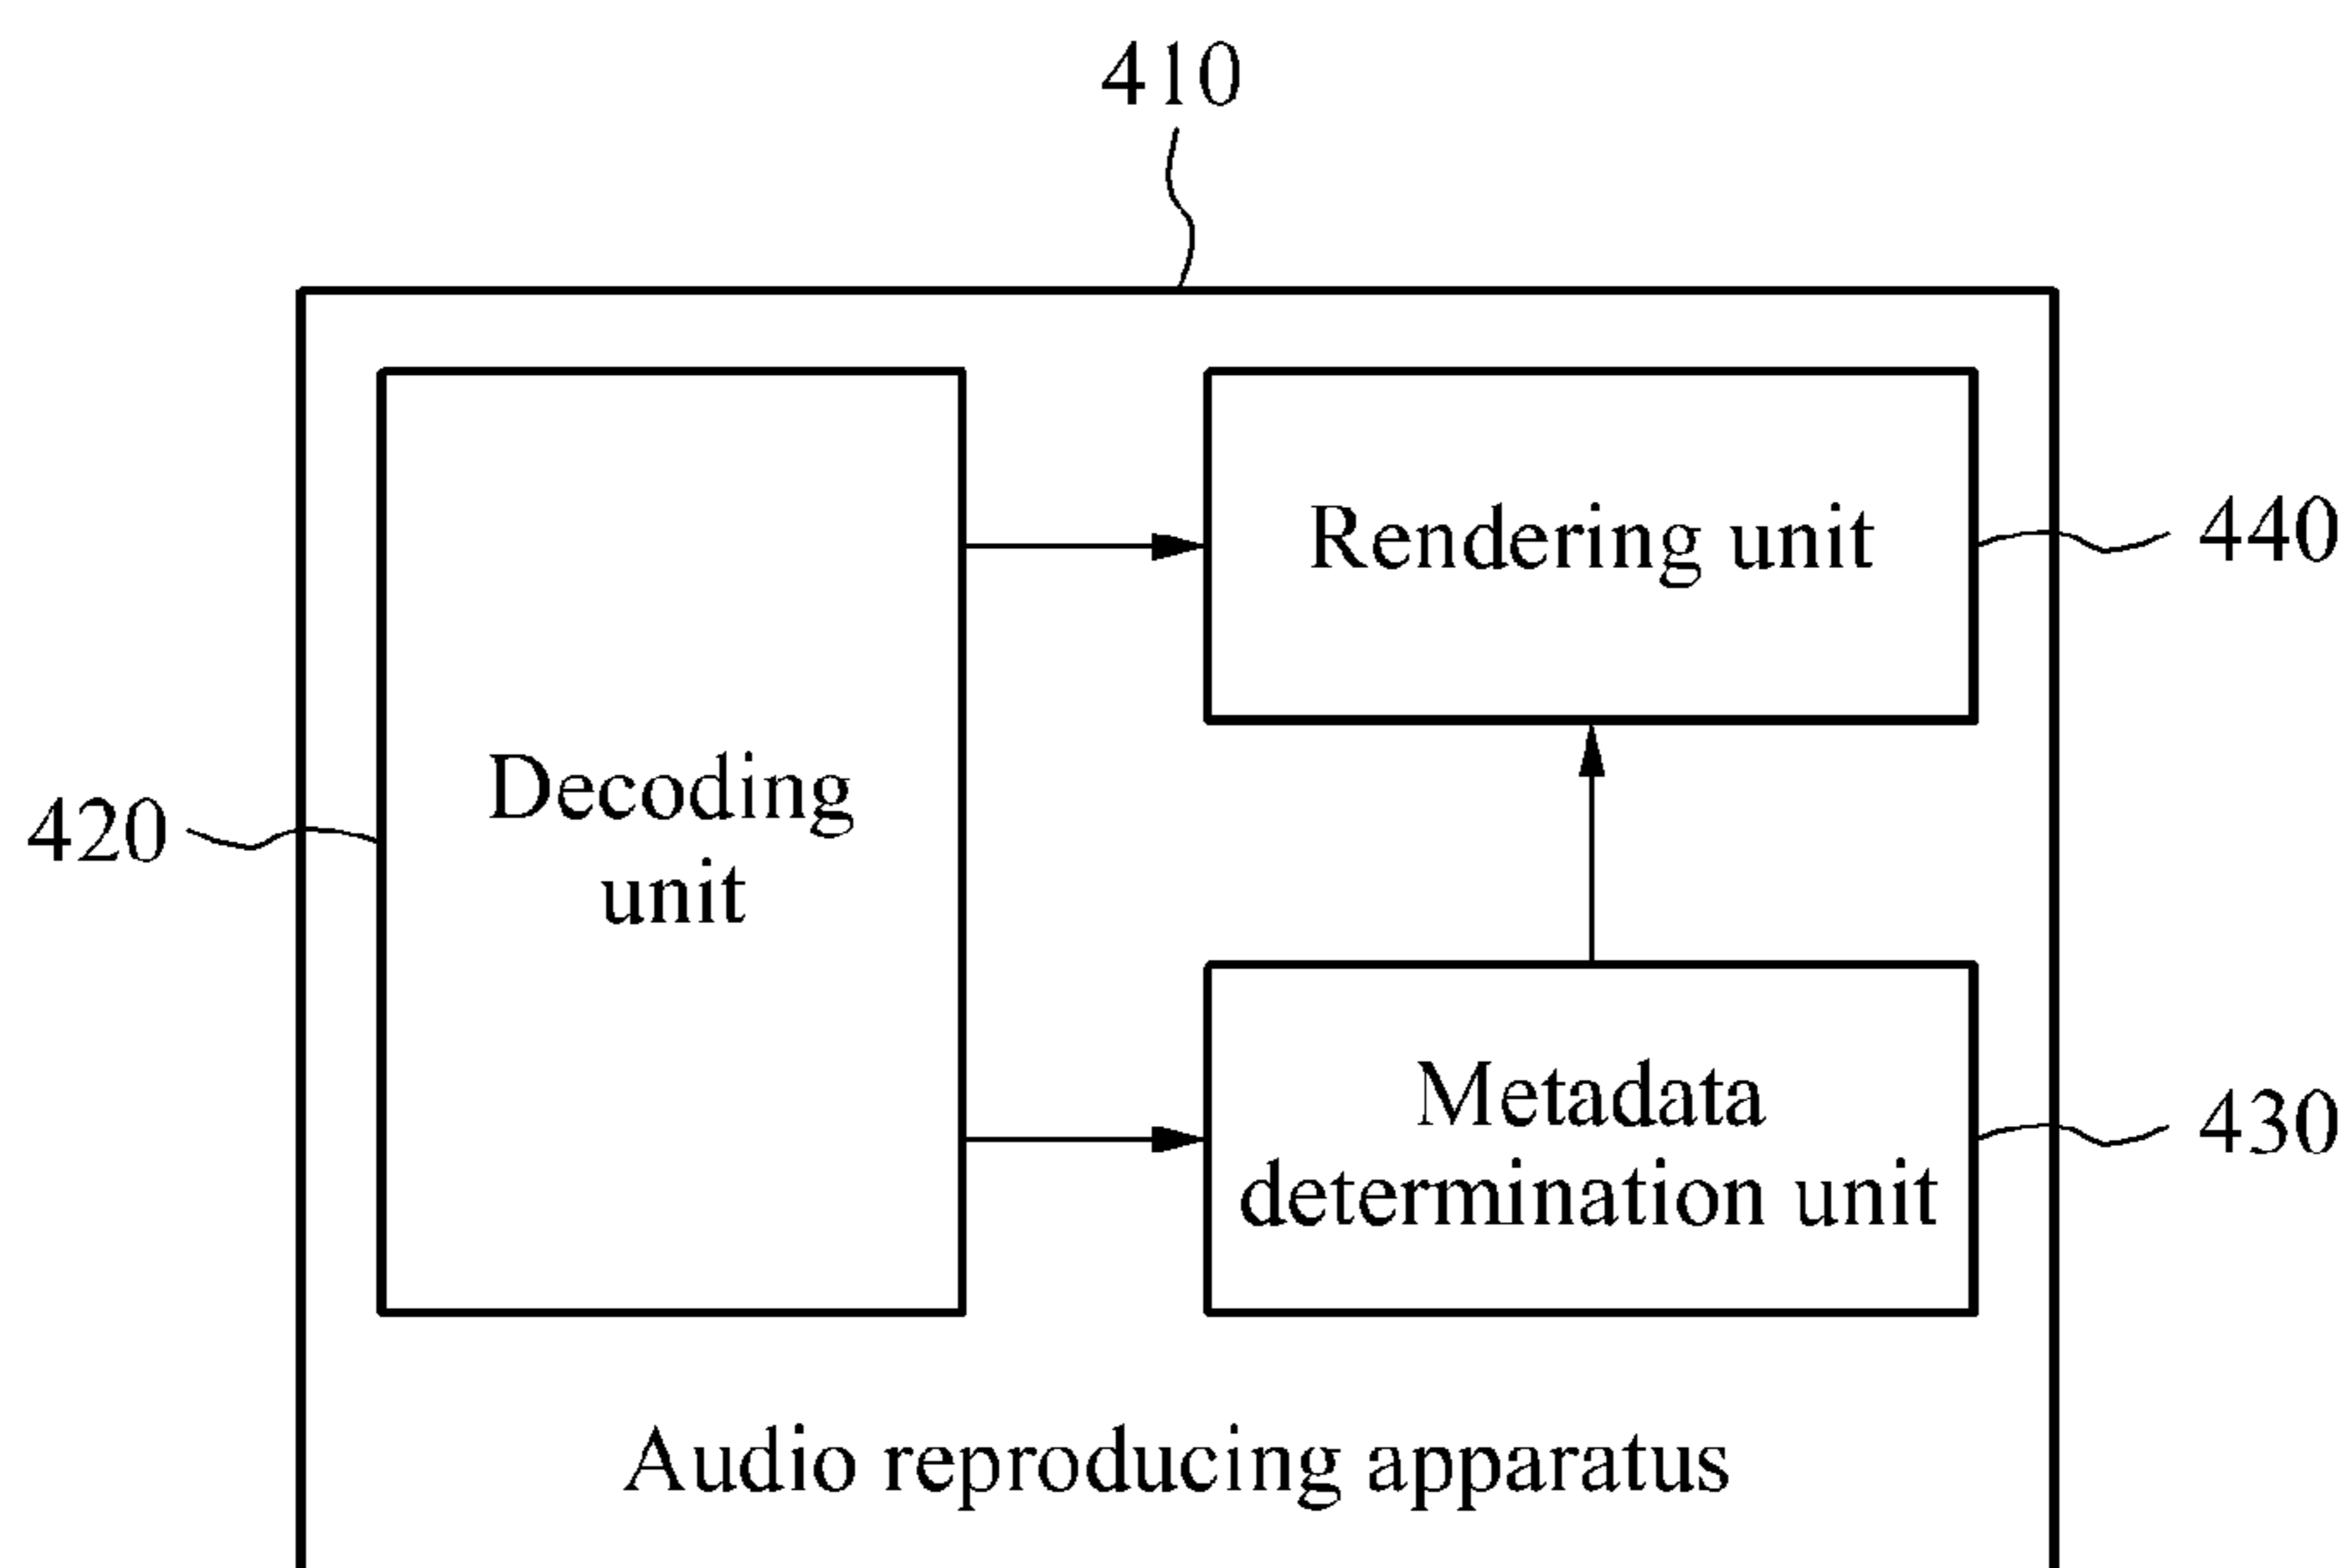 410
Rendering unit
440
Decoding
unit
420
Metadata
determination unit
430
Audio reproducing apparatus